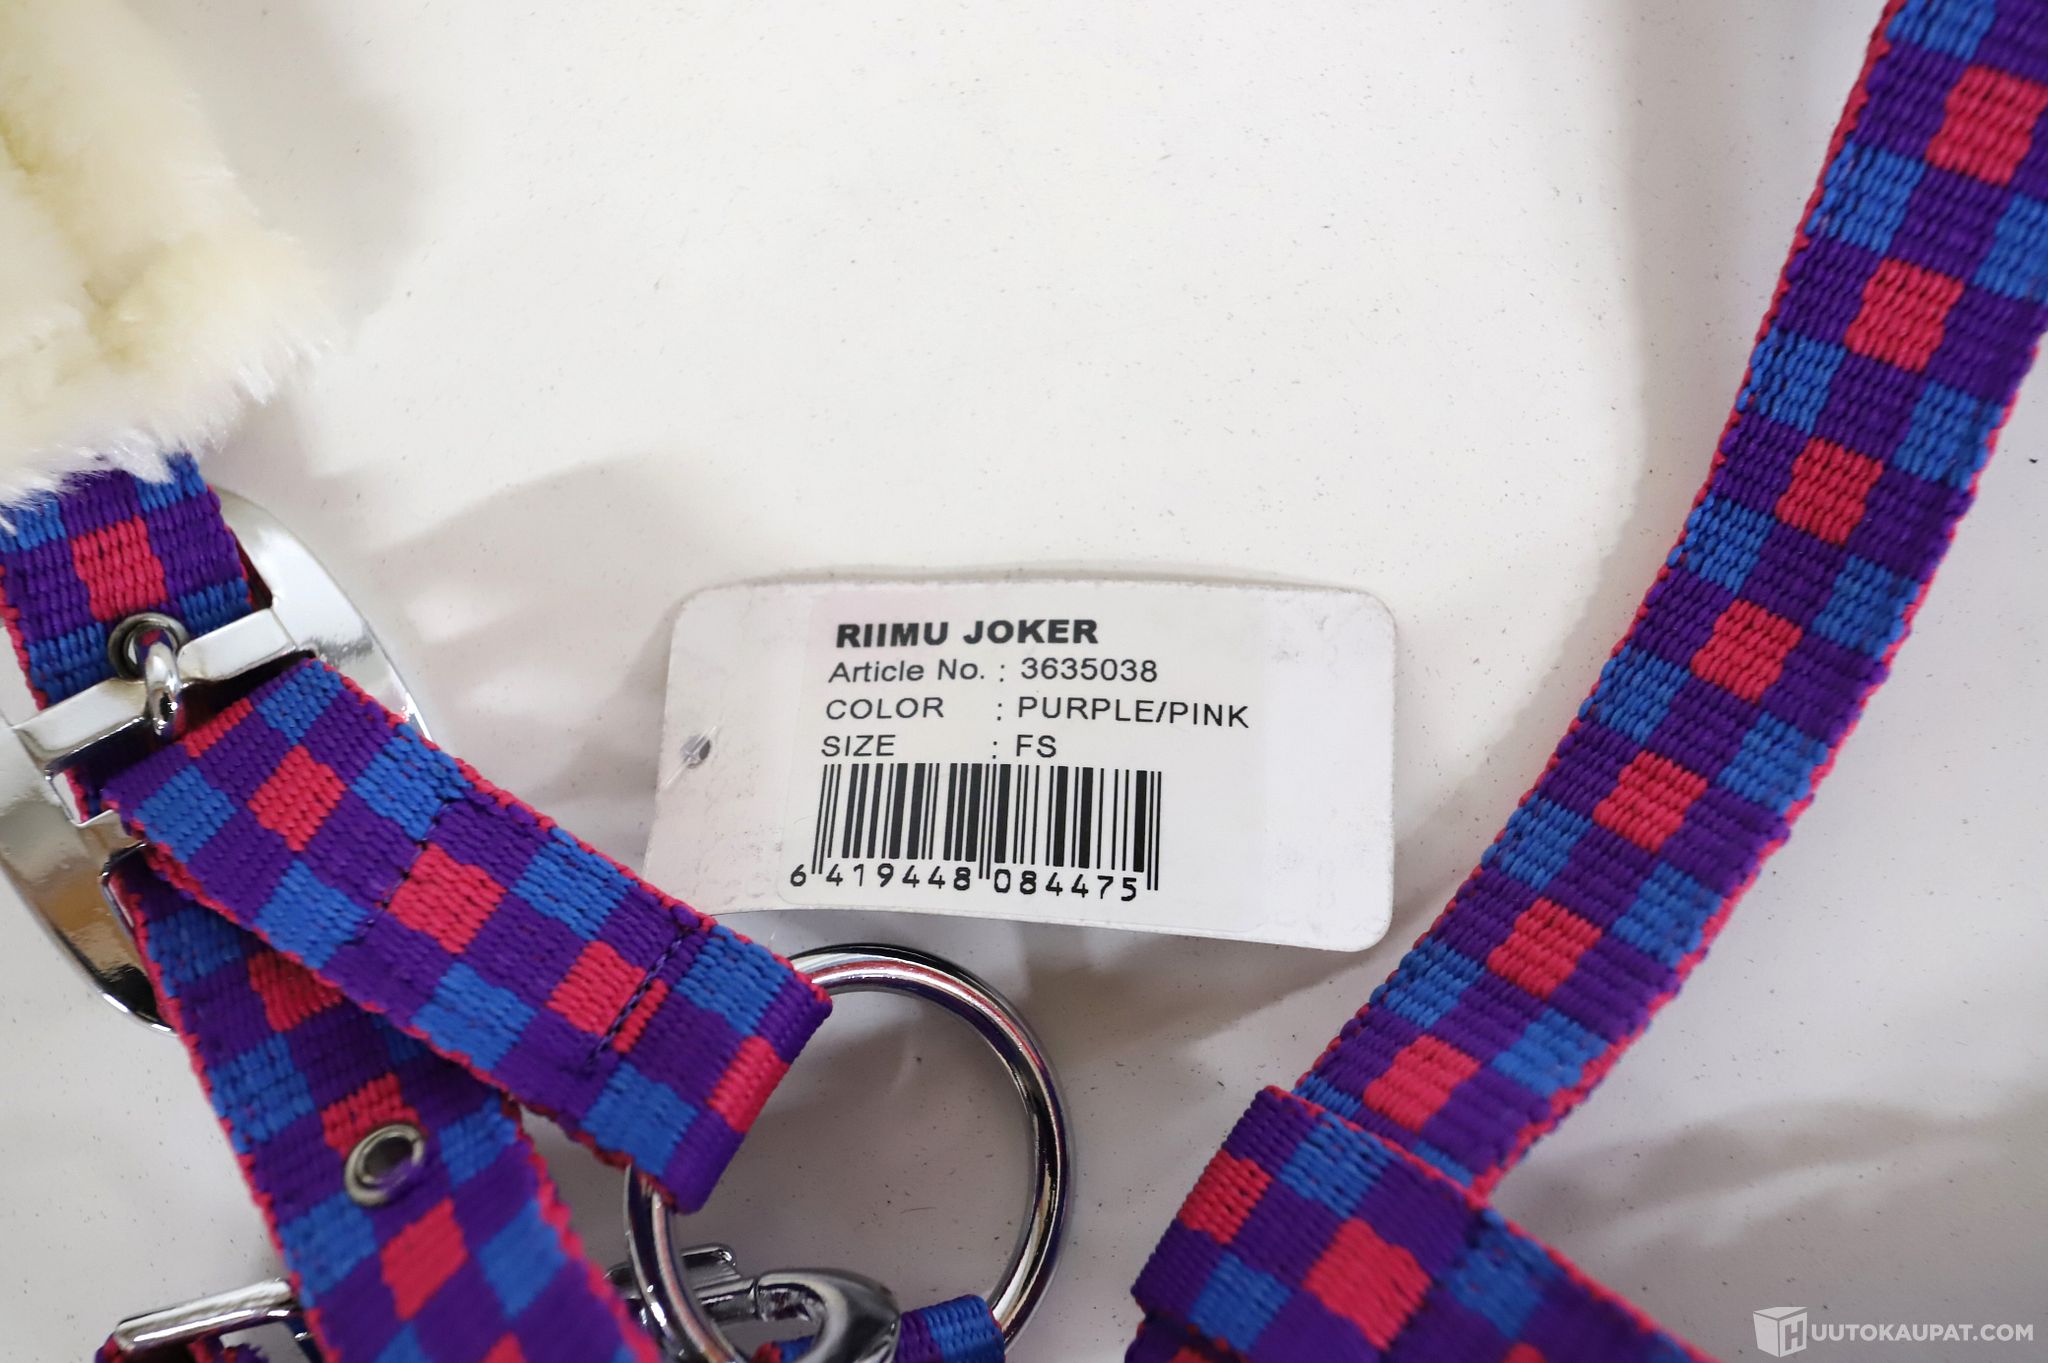 RIIMU JOKER
Article No. : 3635038
COLOR : PURPLE/PINK
SIZE : FS
6 419448 084475
HUUTOKAUPAT.COM